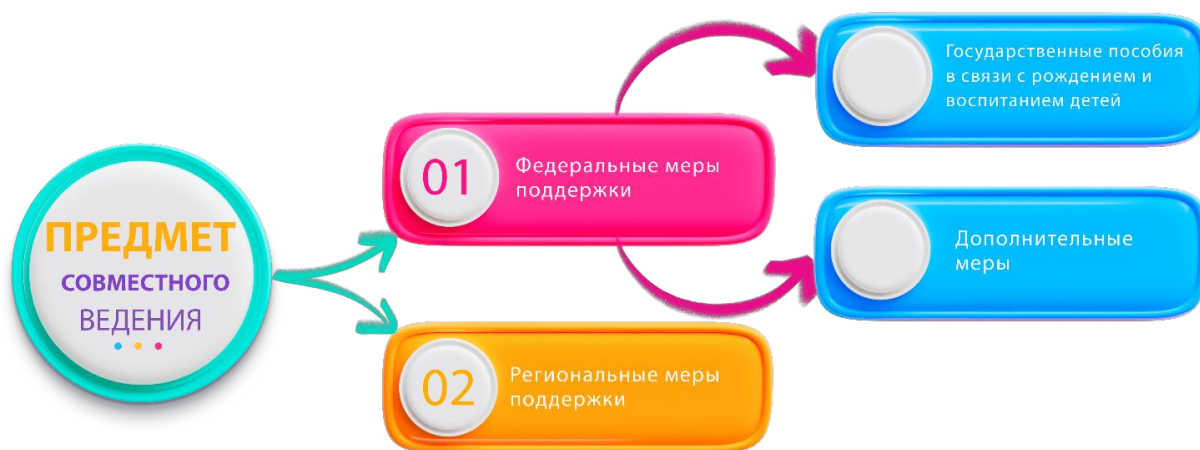 ПРЕДМЕТ
СОВМЕСТНОГО
ВЕДЕНИЯ
01
Федеральные меры
поддержки
02
Региональные меры
поддержки
Государственные пособия
в связи с рождением и
воспитанием детей
Дополнительные
меры